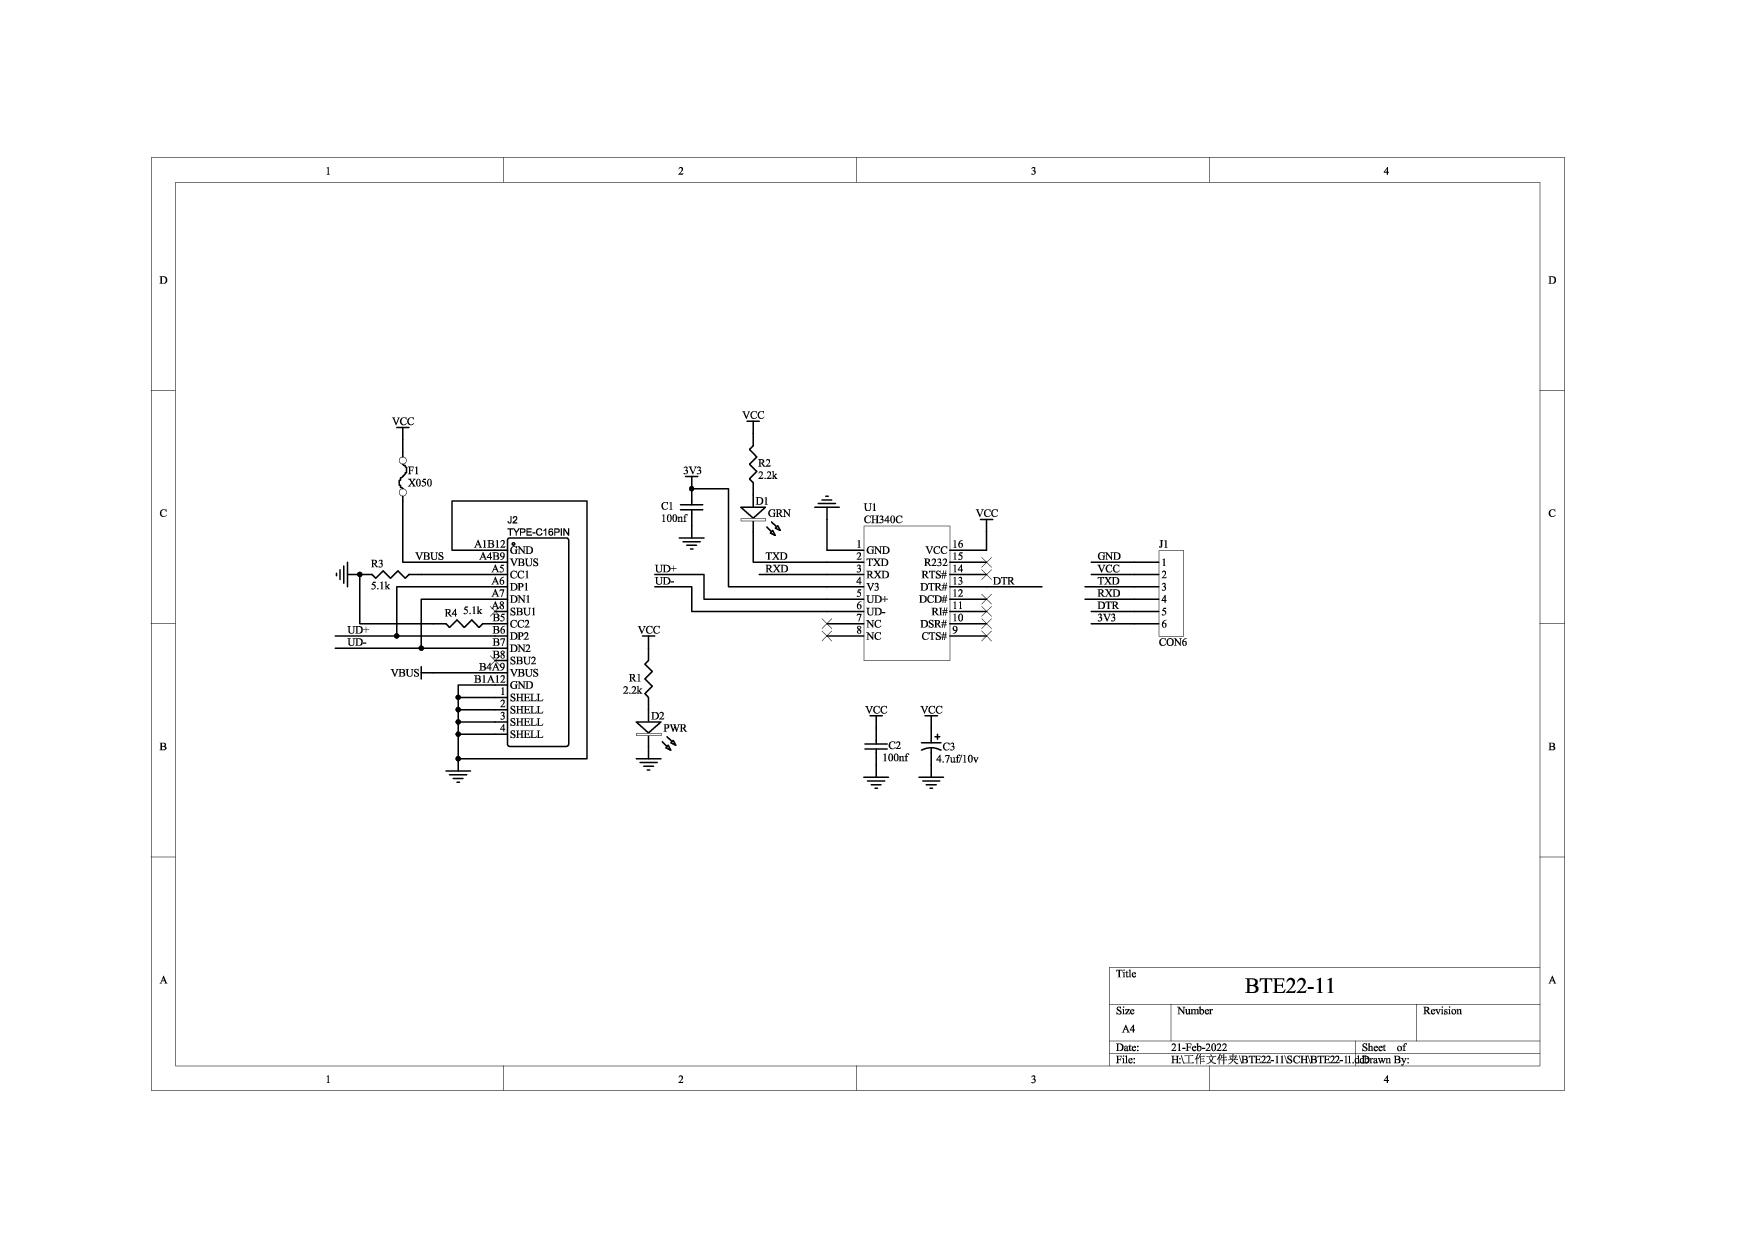 1 2 3 4
D D
C C
B B
A A
1 2 3 4
VCC
F1
X050
J2
TYPE-C16PIN
A1B12 GND
VBUS A4B9 VBUS
R3 A5 CC1
5.1k A6 DP1
A7 DN1
R4 5.1k A8 SBU1
B5 CC2
UD+ B6 DP2
UD- B7 DN2
B8 SBU2
VBUS B4A9 VBUS
B1A12 GND
1 SHELL
2 SHELL
3 SHELL
4 SHELL
VCC
R1
2.2k
D2
PWR
3V3
C1
100nf
VCC
R2
2.2k
D1
GRN
U1
CH340C
VCC
1 GND VCC 16
TXD 2 TXD R232 15
RXD 3 RXD RTS# 14
4 V3 DTR# 13 DTR
UD+ 5 UD+ DCD# 12
UD- 6 UD- RI# 11
7 NC DSR# 10
8 NC CTS# 9
VCC
C2
100nf
VCC
+
C3
4.7uf/10v
J1
GND 1
VCC 2
TXD 3
RXD 4
DTR 5
3V3 6
CON6
Title
BTE22-11
Size Number Revision
A4
Date: 21-Feb-2022 Sheet of
File: H:\工作文件夹\BTE22-11\SCH\BTE22-11.ddb Drawn By: